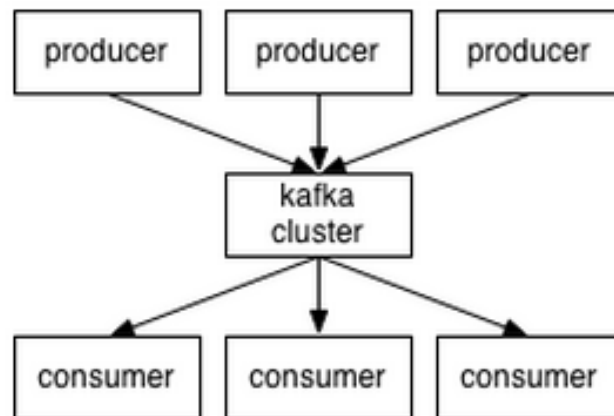 producer
producer
producer
kafka
cluster
consumer
consumer
consumer